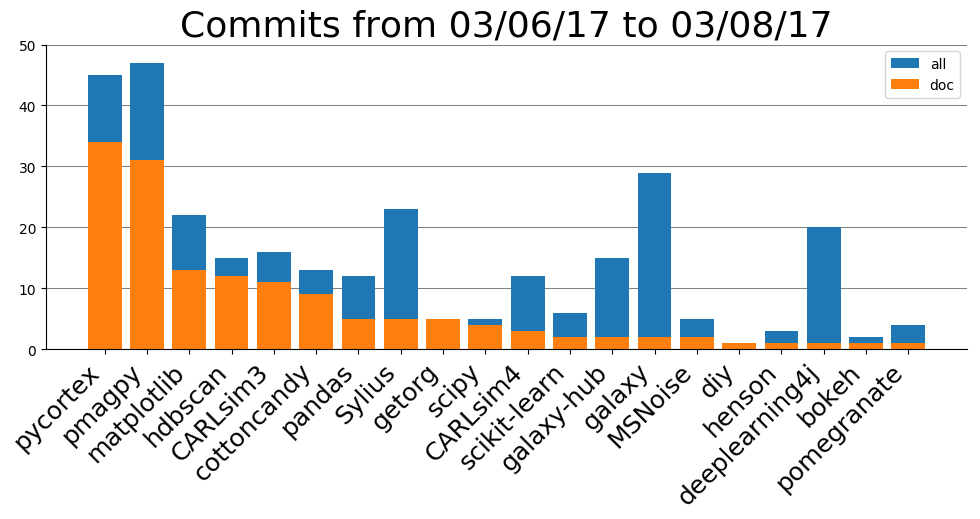 Commits from 03/06/17 to 03/08/17
50
40
30
20
10
0
all
doc
pycortex
pmagpy
matplotlib
hdbscan
CARLsim3
cottoncandy
pandas
Sylius
getorg
scipy
CARLsim4
scikit-learn
galaxy-hub
galaxy
MSNoise
diy
henson
deeplearning4j
bokeh
pomegranate